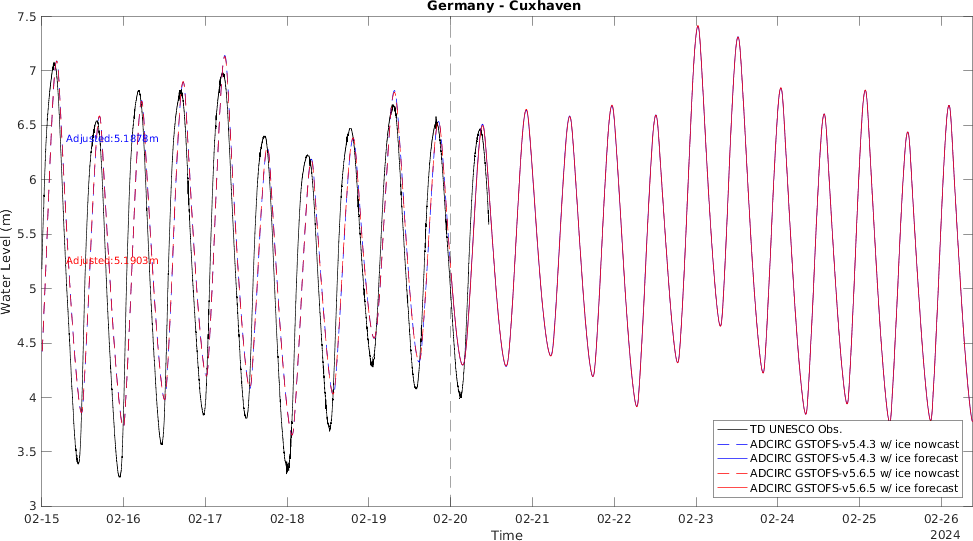 Germany - Cuxhaven
7.5
7
6.5
6
5.5
5
4.5
4
3.5
3
Water Level (m)
Adjusted:5.1878m
Adjusted:5.1903m
TD UNESCO Obs.
ADCIRC GSTOFS-v5.4.3 w/ ice nowcast
ADCIRC GSTOFS-v5.4.3 w/ ice forecast
ADCIRC GSTOFS-v5.6.5 w/ ice nowcast
ADCIRC GSTOFS-v5.6.5 w/ ice forecast
02-15 02-16 02-17 02-18 02-19 02-20 02-21 02-22 02-23 02-24 02-25 02-26
2024
Time